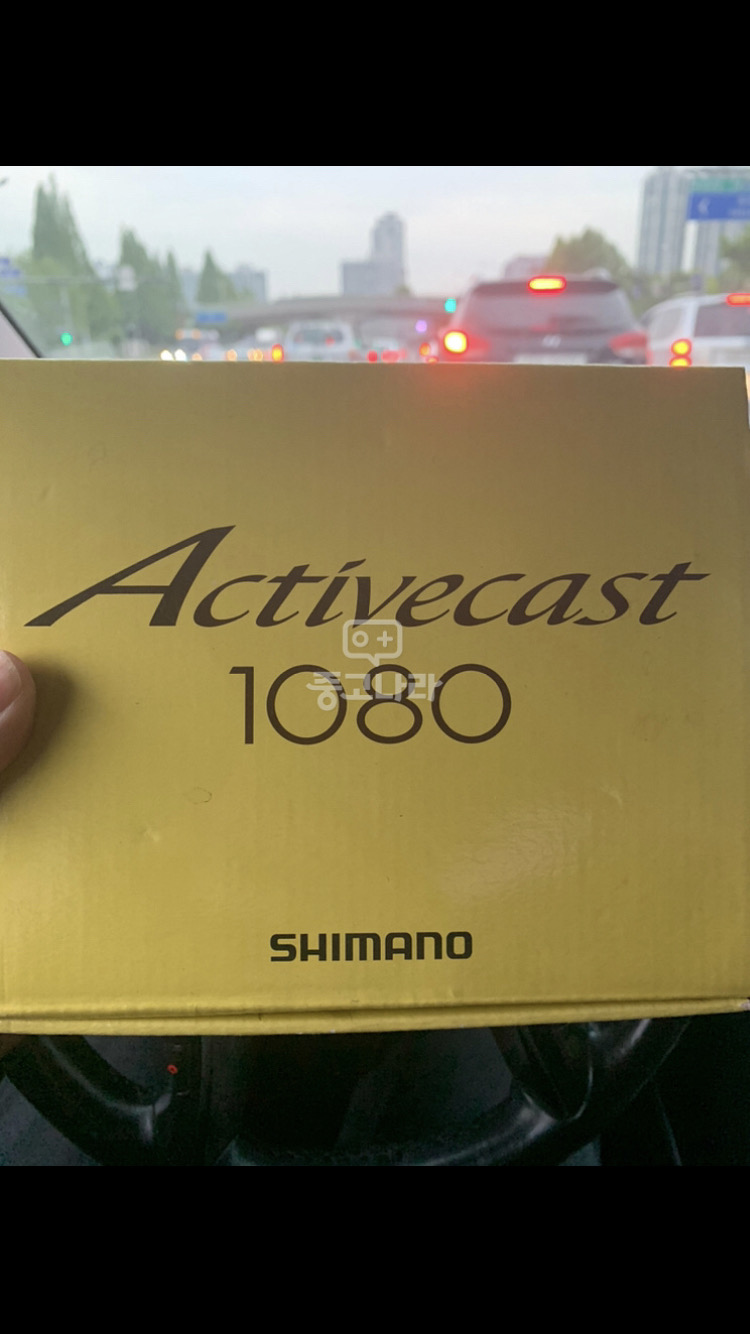 Activecast
중고나라
1080
SHIMANO